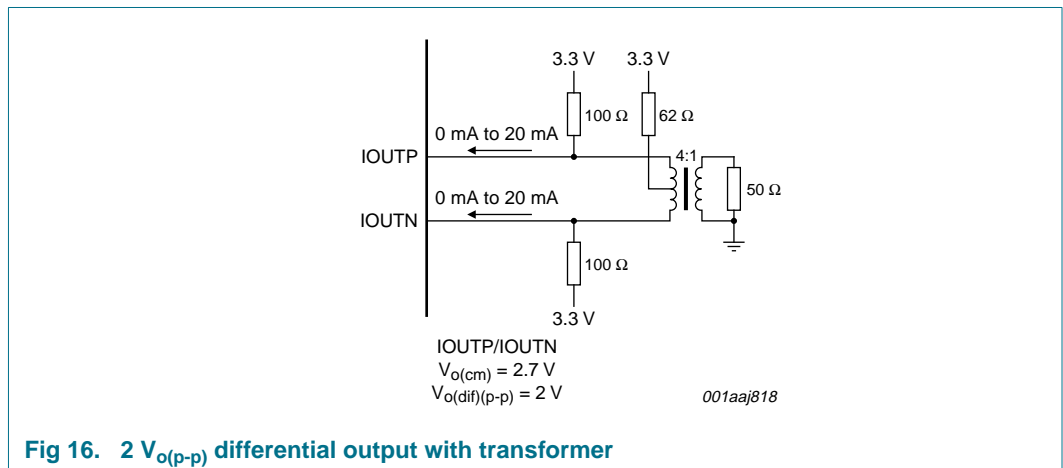 3.3 V 3.3 V
100 Ω 62 Ω
0 mA to 20 mA
IOUTP
4:1
50 Ω
0 mA to 20 mA
IOUTN
100 Ω
3.3 V
IOUTP/IOUTN
Vo(cm) = 2.7 V
Vo(dif)(p-p) = 2 V
001aaj818
Fig 16. 2 Vo(p-p) differential output with transformer